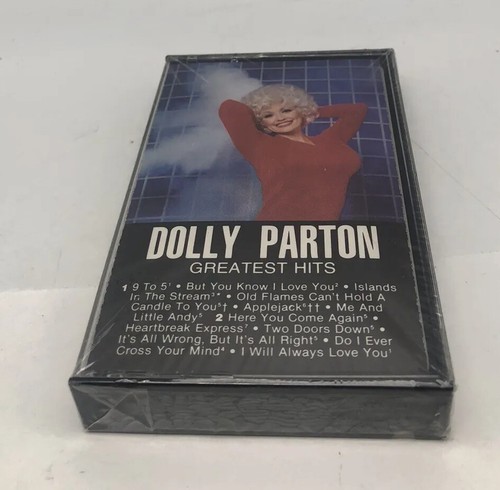 DOLLY PARTON
GREATEST HITS
1 9 To 5¹ • But You Know I Love You² • Islands
In The Stream³* • Old Flames Can't Hold A
Candle To You⁵† • Applejack⁶†† • Me And
Little Andy⁵ 2 Here You Come Again⁵ •
Heartbreak Express⁷ • Two Doors Down⁵ •
It's All Wrong, But It's All Right⁵ • Do I Ever
Cross Your Mind⁴ • I Will Always Love You¹